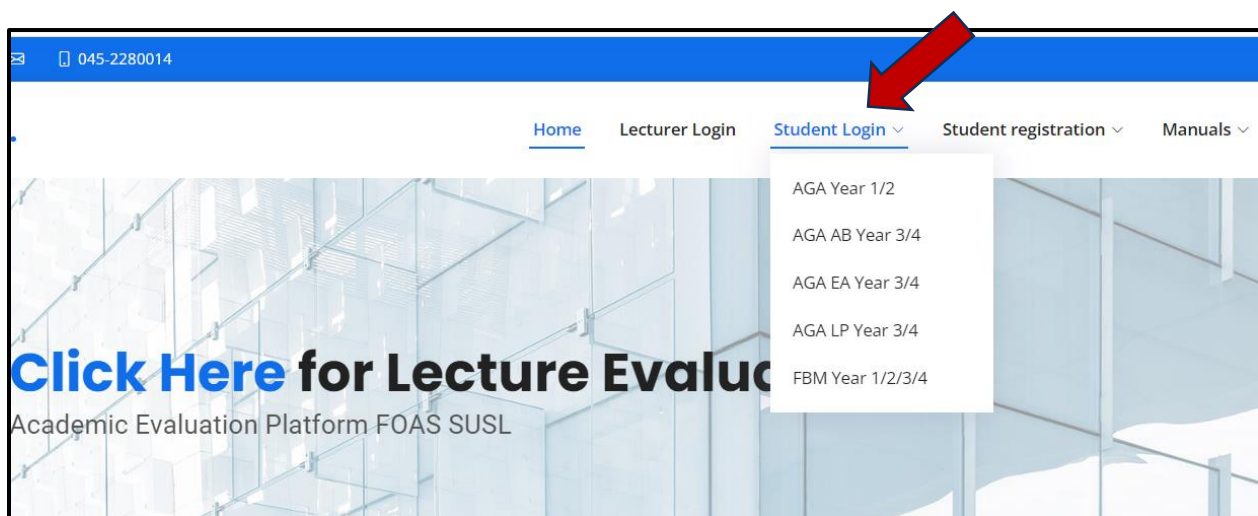 045-2280014
Home Lecturer Login Student Login Student registration Manuals
AGA Year 1/2
AGA AB Year 3/4
AGA EA Year 3/4
AGA LP Year 3/4
FBM Year 1/2/3/4
Click Here for Lecture Evalua
Academic Evaluation Platform FOAS SUSL